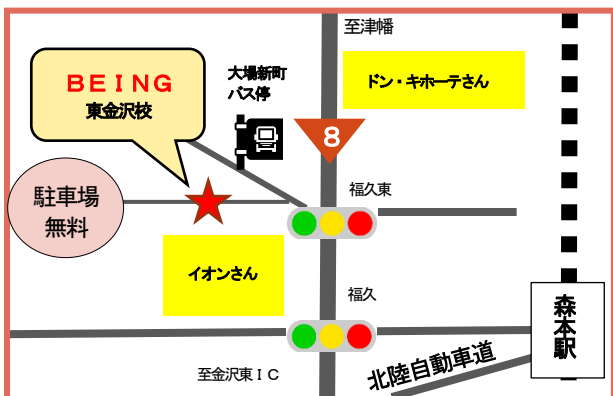 至津幡
ＢＥＩＮＧ
東金沢校
大場新町
バス停
ドン・キホーテさん
8
駐車場
無料
福久東
イオンさん
福久
森本駅
至金沢東ＩＣ
北陸自動車道